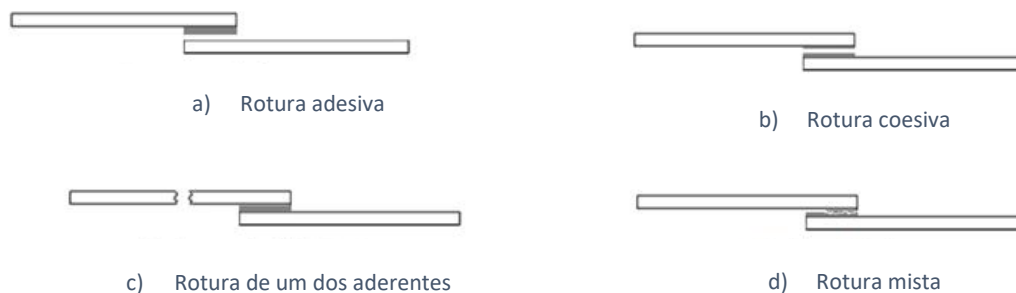 a) Rotura adesiva
b) Rotura coesiva
c) Rotura de um dos aderentes
d) Rotura mista